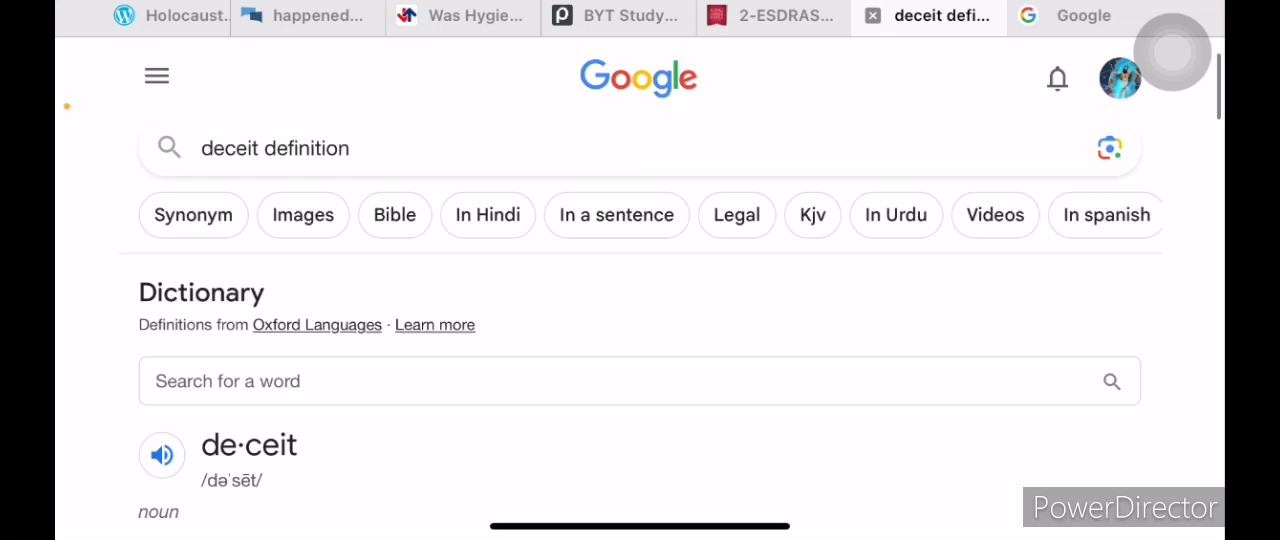 Holocaust... happened... Was Hygie... BYT Study... 2-ESDRAS... deceit defi... Google
Google
deceit definition
Synonym Images Bible In Hindi In a sentence Legal Kjv In Urdu Videos In spanish
Dictionary
Definitions from Oxford Languages · Learn more
Search for a word
de·ceit
/dəˈsēt/
noun
PowerDirector